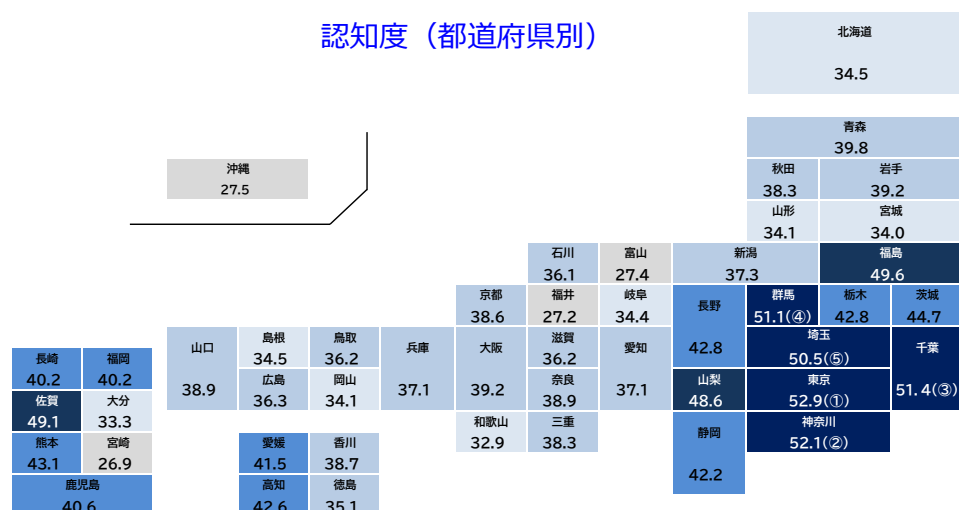 認知度（都道府県別）
北海道
34.5
青森
39.8
沖縄
27.5
秋田
38.3
岩手
39.2
山形
34.1
宮城
34.0
石川
36.1
富山
27.4
新潟
37.3
福島
49.6
京都
38.6
福井
27.2
岐阜
34.4
長野
42.8
群馬
51.1(④)
栃木
42.8
茨城
44.7
山口
38.9
島根
34.5
鳥取
36.2
兵庫
37.1
大阪
39.2
滋賀
36.2
愛知
37.1
埼玉
50.5(⑤)
千葉
51.4(③)
長崎
40.2
福岡
40.2
広島
36.3
岡山
34.1
奈良
38.9
山梨
48.6
東京
52.9(①)
佐賀
49.1
大分
33.3
和歌山
32.9
三重
38.3
静岡
42.2
神奈川
52.1(②)
熊本
43.1
宮崎
26.9
愛媛
41.5
香川
38.7
鹿児島
40.6
高知
42.6
徳島
35.1